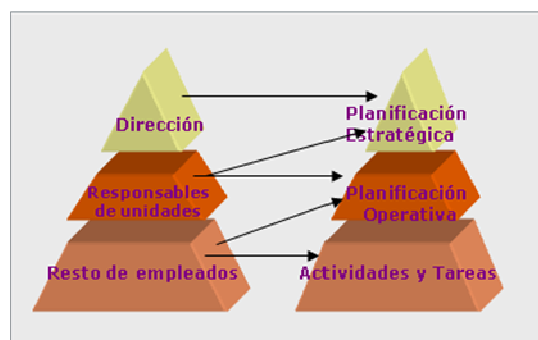 Dirección
Planificación
Estratégica
Responsables
de unidades
Planificación
Operativa
Resto de empleados
Actividades y Tareas